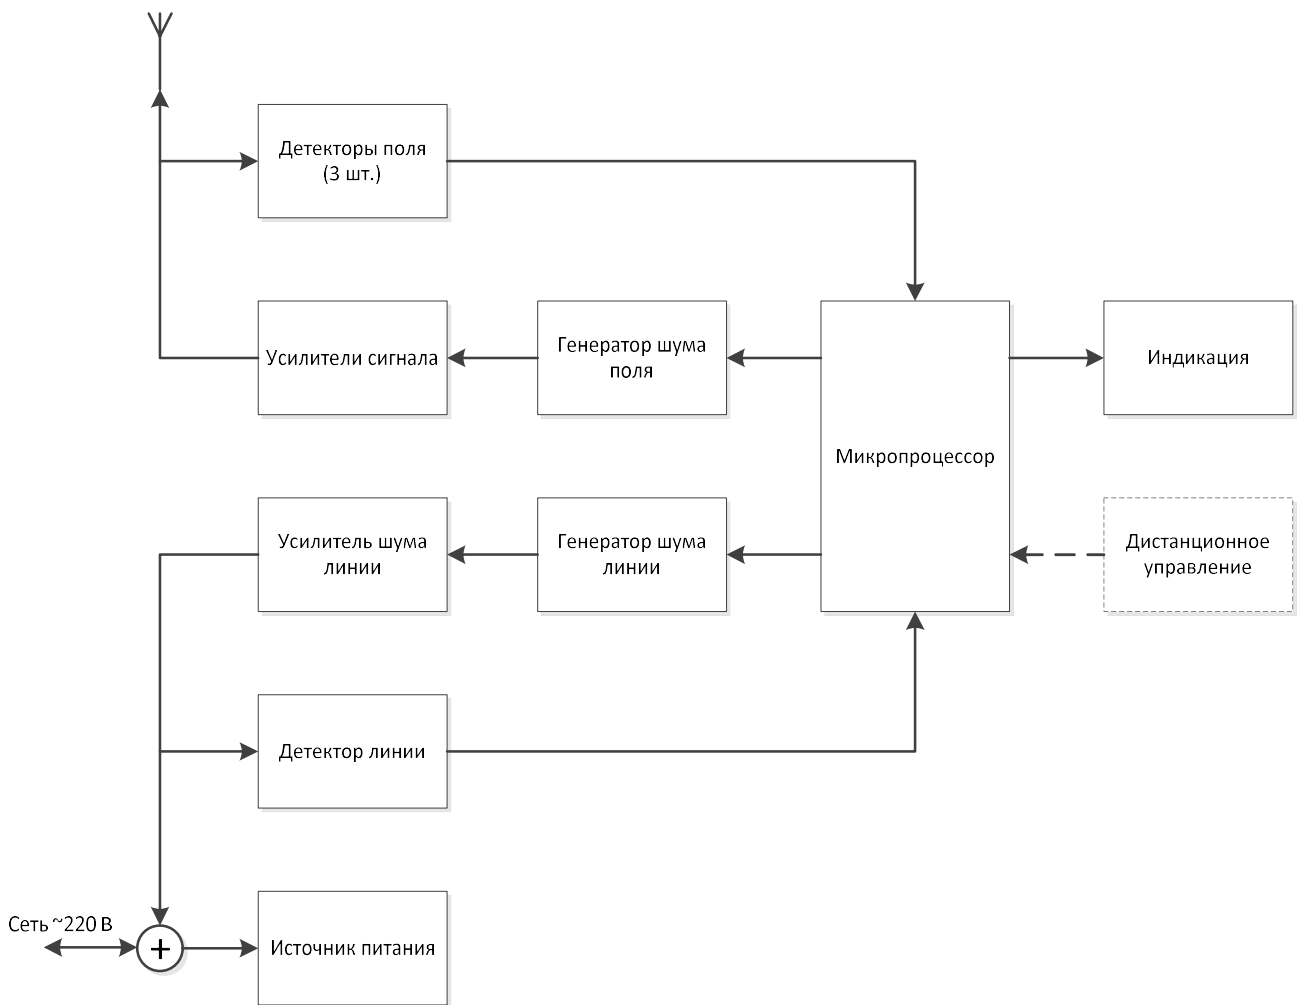 Детекторы поля
(3 шт.)
Усилители сигнала
Генератор шума
поля
Микропроцессор
Индикация
Усилитель шума
линии
Генератор шума
линии
Дистанционное
управление
Детектор линии
Сеть ~220 В
+
Источник питания